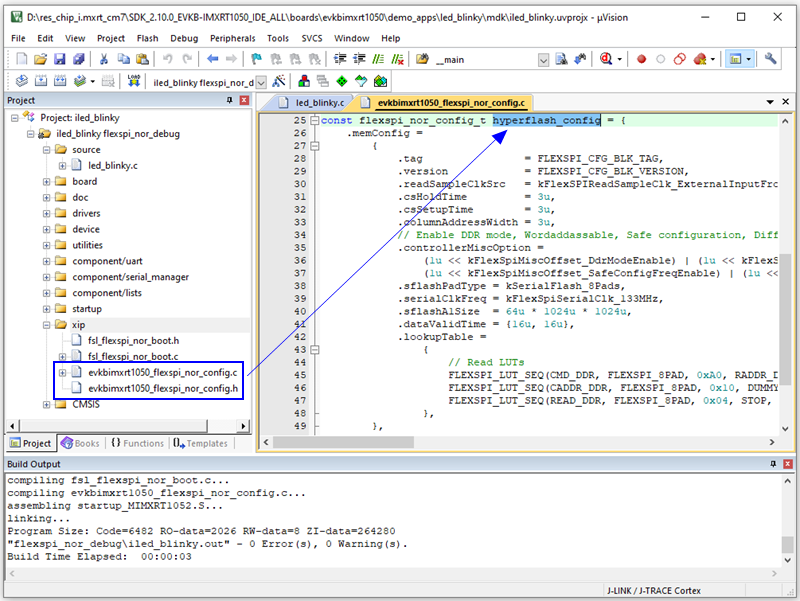 D:\res_chip_i.mxrt_cm7\SDK_2.10.0_EVKB-IMXRT1050_IDE_ALL\boards\evkbimxrt1050\demo_apps\led_blinky\mdk\iled_blinky.uvprojx - µVision
File Edit View Project Flash Debug Peripherals Tools SVCS Window Help
__main
LOAD iled_blinky flexspi_nor_d
Project
Project: iled_blinky
iled_blinky flexspi_nor_debug
source
led_blinky.c
board
doc
drivers
device
utilities
component/uart
component/serial_manager
component/lists
startup
xip
fsl_flexspi_nor_boot.h
fsl_flexspi_nor_boot.c
evkbimxrt1050_flexspi_nor_config.c
evkbimxrt1050_flexspi_nor_config.h
CMSIS
Project Books {} Functions Templates
led_blinky.c evkbimxrt1050_flexspi_nor_config.c
25 const flexspi_nor_config_t hyperflash_config = {
26 .memConfig =
27 {
28 .tag = FLEXSPI_CFG_BLK_TAG,
29 .version = FLEXSPI_CFG_BLK_VERSION,
30 .readSampleClkSrc = kFlexSPIReadSampleClk_ExternalInputFro
31 .csHoldTime = 3u,
32 .csSetupTime = 3u,
33 .columnAddressWidth = 3u,
34 // Enable DDR mode, Wordaddassable, Safe configuration, Diff
35 .controllerMiscOption =
36 (1u << kFlexSpiMiscOffset_DdrModeEnable) | (1u << kFlexS
37 (1u << kFlexSpiMiscOffset_SafeConfigFreqEnable) | (1u <
38 .sflashPadType = kSerialFlash_8Pads,
39 .serialClkFreq = kFlexSpiSerialClk_133MHz,
40 .sflashA1Size = 64u * 1024u * 1024u,
41 .dataValidTime = {16u, 16u},
42 .lookupTable =
43 {
44 // Read LUTs
45 FLEXSPI_LUT_SEQ(CMD_DDR, FLEXSPI_8PAD, 0xA0, RADDR_D
46 FLEXSPI_LUT_SEQ(CADDR_DDR, FLEXSPI_8PAD, 0x10, DUMMY
47 FLEXSPI_LUT_SEQ(READ_DDR, FLEXSPI_8PAD, 0x04, STOP,
48 },
49 },
Build Output
compiling fsl_flexspi_nor_boot.c...
compiling evkbimxrt1050_flexspi_nor_config.c...
assembling startup_MIMXRT1052.S...
linking...
Program Size: Code=6482 RO-data=2026 RW-data=8 ZI-data=264280
"flexspi_nor_debug\iled_blinky.out" - 0 Error(s), 0 Warning(s).
Build Time Elapsed: 00:00:03
J-LINK / J-TRACE Cortex